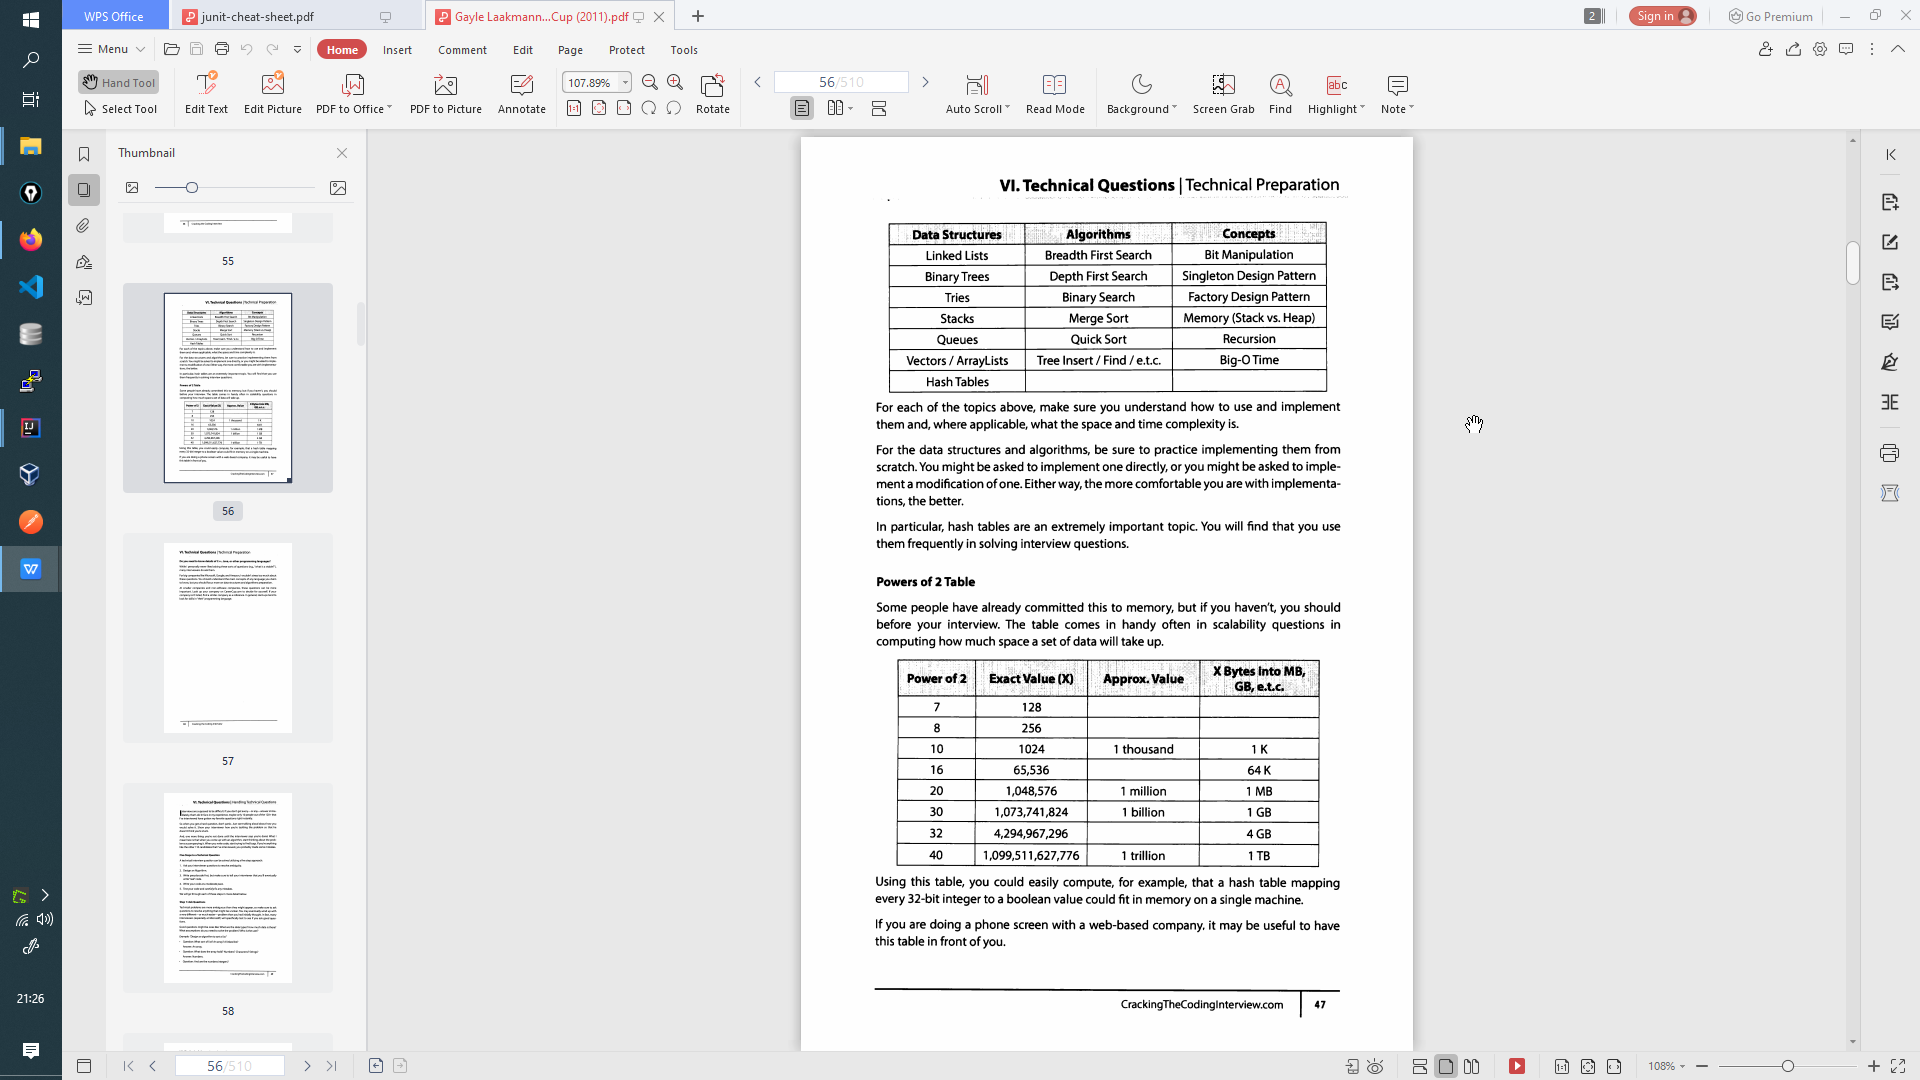 WPS Office
junit-cheat-sheet.pdf
Gayle Laakmann...Cup (2011).pdf
2
Sign in
Go Premium
Menu
Home
Insert
Comment
Edit
Page
Protect
Tools
Hand Tool
Select Tool
Edit Text
Edit Picture
PDF to Office
PDF to Picture
Annotate
107.89%
Rotate
56/510
Auto Scroll
Read Mode
Background
Screen Grab
Find
Highlight
Note
Thumbnail
55
56
57
58
VI. Technical Questions | Technical Preparation
Data Structures Algorithms Concepts
Linked Lists Breadth First Search Bit Manipulation
Binary Trees Depth First Search Singleton Design Pattern
Tries Binary Search Factory Design Pattern
Stacks Merge Sort Memory (Stack vs. Heap)
Queues Quick Sort Recursion
Vectors / ArrayLists Tree Insert / Find / e.t.c. Big-O Time
Hash Tables
For each of the topics above, make sure you understand how to use and implement
them and, where applicable, what the space and time complexity is.
For the data structures and algorithms, be sure to practice implementing them from
scratch. You might be asked to implement one directly, or you might be asked to imple-
ment a modification of one. Either way, the more comfortable you are with implementa-
tions, the better.
In particular, hash tables are an extremely important topic. You will find that you use
them frequently in solving interview questions.
Powers of 2 Table
Some people have already committed this to memory, but if you haven't, you should
before your interview. The table comes in handy often in scalability questions in
computing how much space a set of data will take up.
Power of 2 Exact Value (X) Approx. Value X Bytes into MB,
GB, e.t.c.
7 128
8 256
10 1024 1 thousand 1 K
16 65,536 64 K
20 1,048,576 1 million 1 MB
30 1,073,741,824 1 billion 1 GB
32 4,294,967,296 4 GB
40 1,099,511,627,776 1 trillion 1 TB
Using this table, you could easily compute, for example, that a hash table mapping
every 32-bit integer to a boolean value could fit in memory on a single machine.
If you are doing a phone screen with a web-based company, it may be useful to have
this table in front of you.
CrackingTheCodingInterview.com 47
21:26
56/510
108%